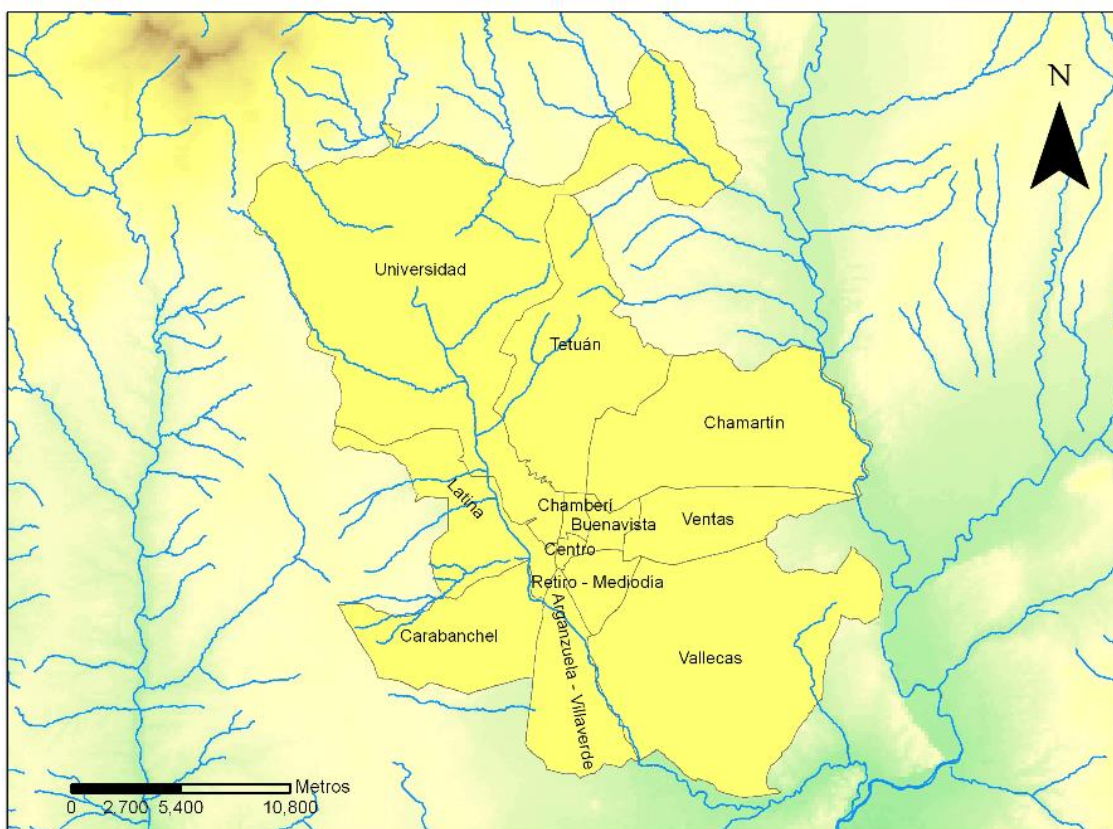 N
Universidad
Tetuán
Chamartín
Latina
Chamberí
Buenavista
Ventas
Centro
Retiro - Mediodía
Arganzuela - Villaverde
Carabanchel
Vallecas
Metros
0 2,700 5,400 10,800